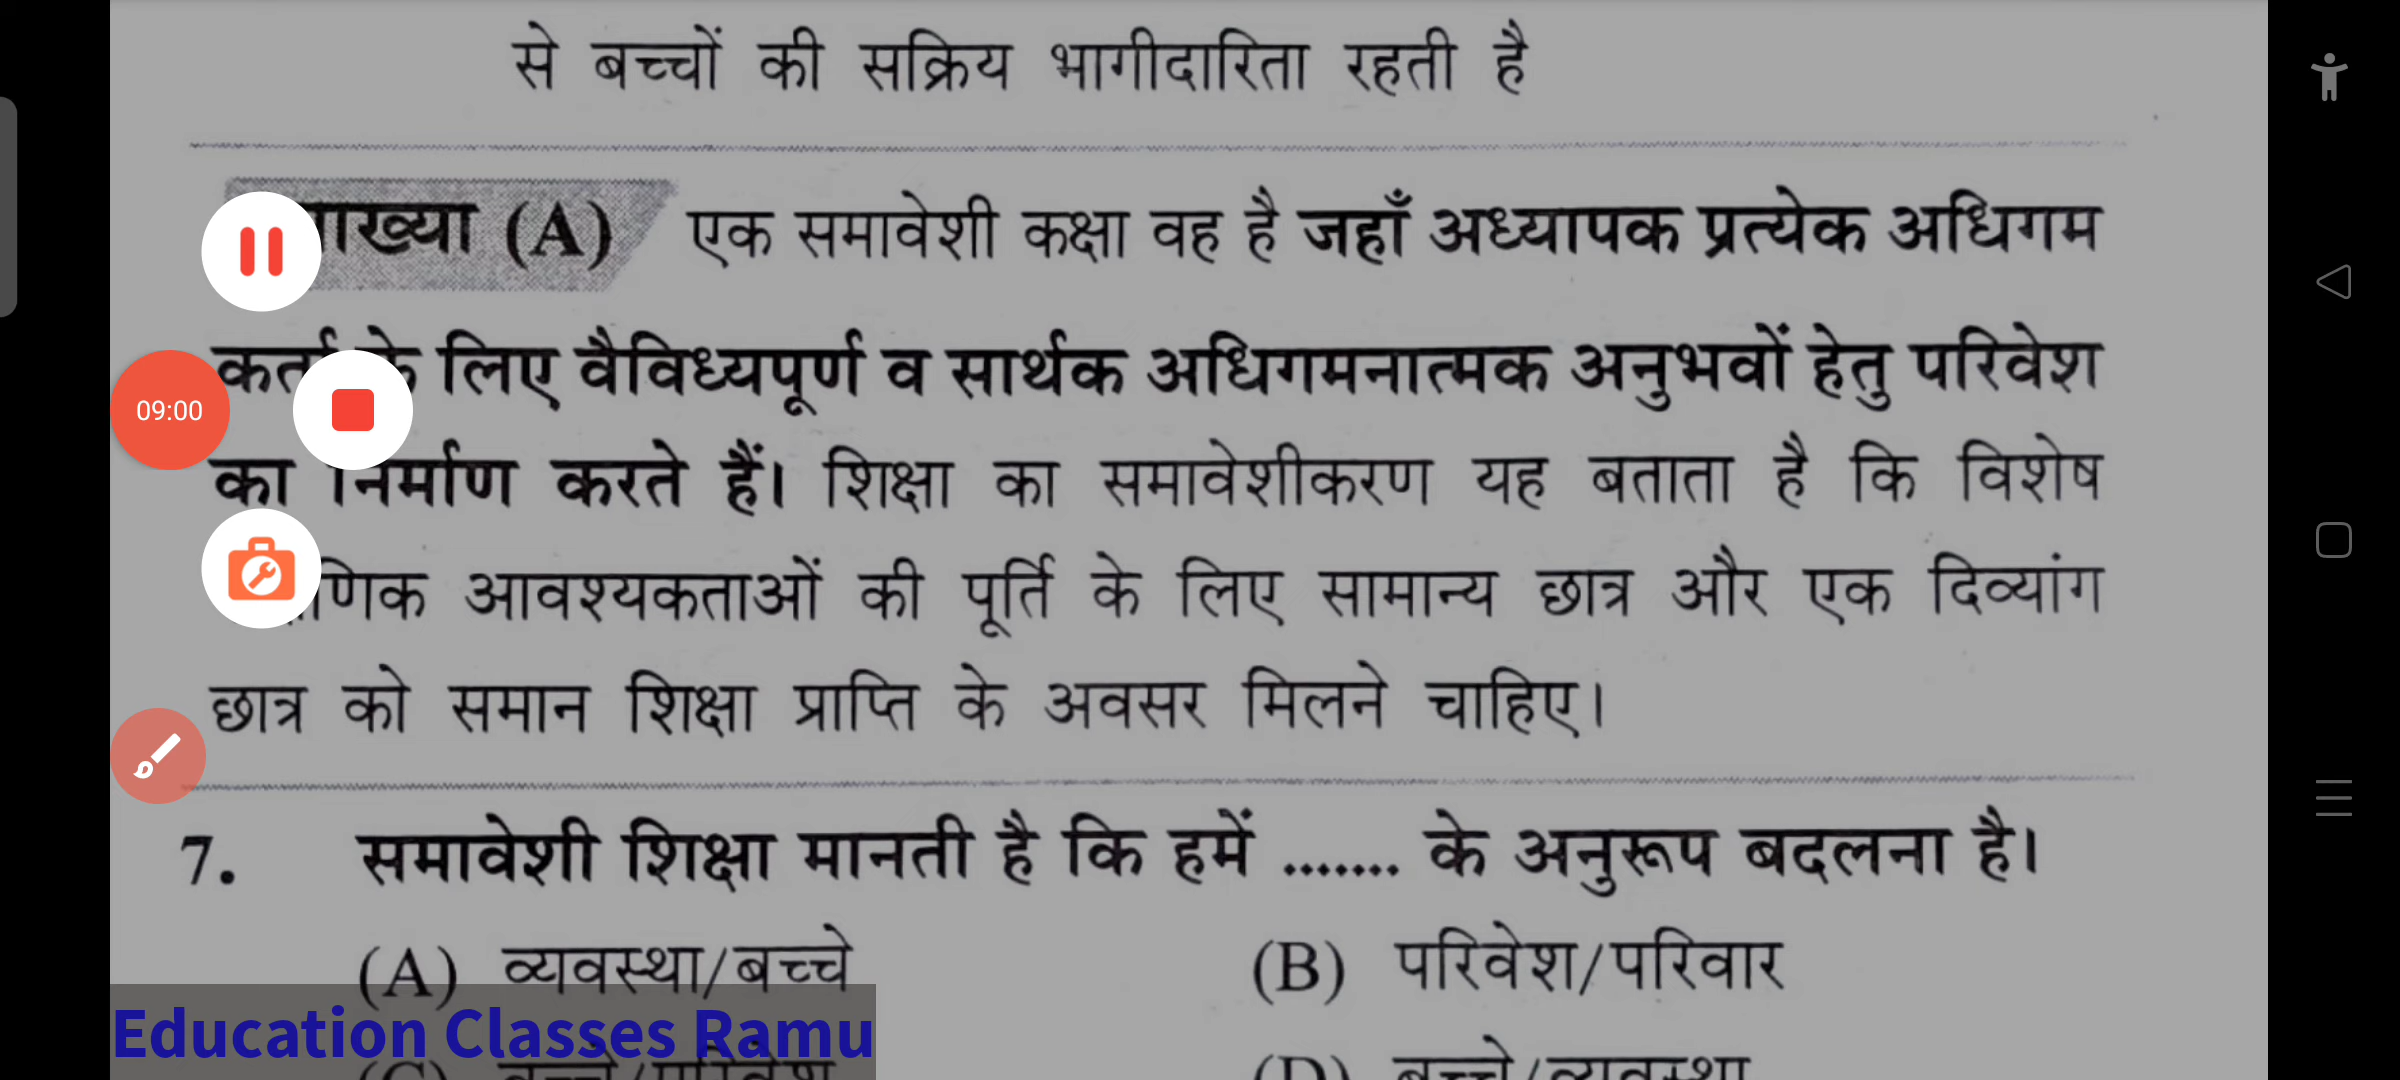 से बच्चों की सक्रिय भागीदारिता रहती है
(A) एक समावेशी कक्षा वह है जहाँ अध्यापक प्रत्येक अधिगम
लिए वैविध्यपूर्ण व सार्थक अधिगमनात्मक अनुभवों हेतु परिवेश
का निर्माण करते हैं। शिक्षा का समावेशीकरण यह बताता है कि विशेष
आवश्यकताओं की पूर्ति के लिए सामान्य छात्र और एक दिव्यांग
09:00
छात्र को समान शिक्षा प्राप्ति के अवसर मिलने चाहिए।
7. समावेशी शिक्षा मानती है कि हमें ....... के अनुरूप बदलना है।
(A) व्यवस्था/बच्चे (B) परिवेश/परिवार
Education Classes Ramu
(D) बच्चे/व्यवस्था